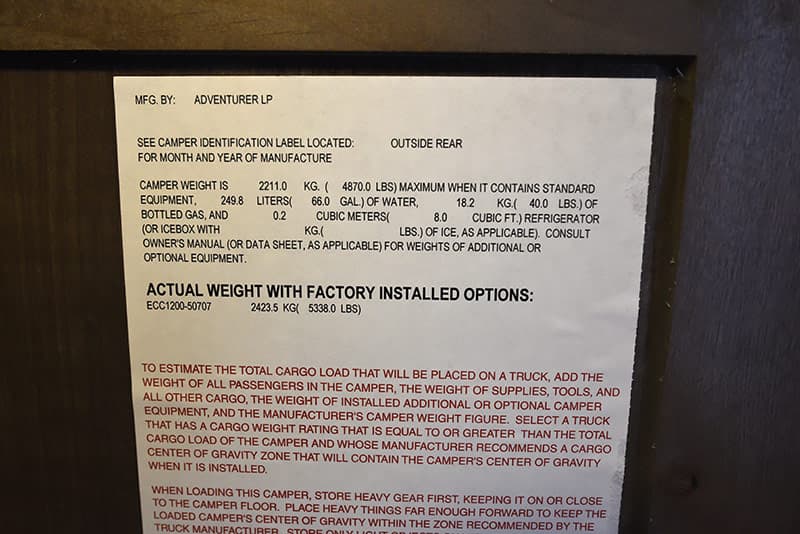 MFG. BY: ADVENTURER LP
SEE CAMPER IDENTIFICATION LABEL LOCATED: OUTSIDE REAR
FOR MONTH AND YEAR OF MANUFACTURE
CAMPER WEIGHT IS 2211.0 KG. ( 4870.0 LBS) MAXIMUM WHEN IT CONTAINS STANDARD
EQUIPMENT, 249.8 LITERS( 66.0 GAL.) OF WATER, 18.2 KG.( 40.0 LBS.) OF
BOTTLED GAS, AND 0.2 CUBIC METERS( 8.0 CUBIC FT.) REFRIGERATOR
(OR ICEBOX WITH KG.( LBS.) OF ICE, AS APPLICABLE). CONSULT
OWNER'S MANUAL (OR DATA SHEET, AS APPLICABLE) FOR WEIGHTS OF ADDITIONAL OR
OPTIONAL EQUIPMENT.
ACTUAL WEIGHT WITH FACTORY INSTALLED OPTIONS:
ECC1200-50707 2423.5 KG( 5338.0 LBS)
TO ESTIMATE THE TOTAL CARGO LOAD THAT WILL BE PLACED ON A TRUCK, ADD THE
WEIGHT OF ALL PASSENGERS IN THE CAMPER, THE WEIGHT OF SUPPLIES, TOOLS, AND
ALL OTHER CARGO, THE WEIGHT OF INSTALLED ADDITIONAL OR OPTIONAL CAMPER
EQUIPMENT, AND THE MANUFACTURER'S CAMPER WEIGHT FIGURE. SELECT A TRUCK
THAT HAS A CARGO WEIGHT RATING THAT IS EQUAL TO OR GREATER THAN THE TOTAL
CARGO LOAD OF THE CAMPER AND WHOSE MANUFACTURER RECOMMENDS A CARGO
CENTER OF GRAVITY ZONE THAT WILL CONTAIN THE CAMPER'S CENTER OF GRAVITY
WHEN IT IS INSTALLED.
WHEN LOADING THIS CAMPER, STORE HEAVY GEAR FIRST, KEEPING IT ON OR CLOSE
TO THE CAMPER FLOOR. PLACE HEAVY THINGS FAR ENOUGH FORWARD TO KEEP THE
LOADED CAMPER'S CENTER OF GRAVITY WITHIN THE ZONE RECOMMENDED BY THE
TRUCK MANUFACTURER. STORE ONLY LIGHT